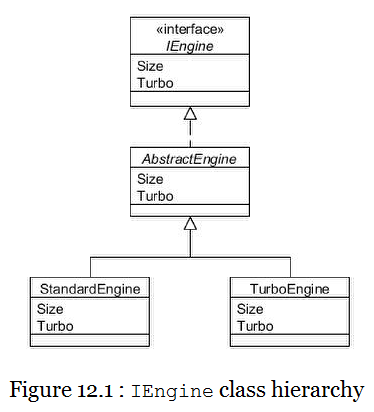 «interface»
IEngine
Size
Turbo
AbstractEngine
Size
Turbo
StandardEngine
Size
Turbo
TurboEngine
Size
Turbo
Figure 12.1 : IEngine class hierarchy